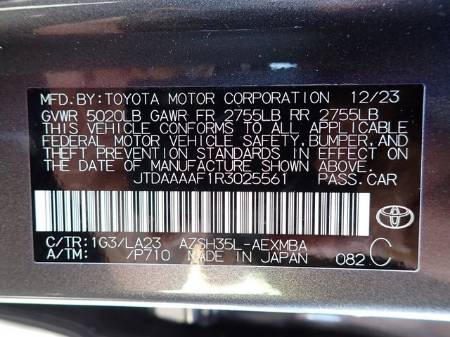 MFD.BY:TOYOTA MOTOR CORPORATION 12/23
GVWR 5020LB GAWR FR 2755LB RR 2755LB
THIS VEHICLE CONFORMS TO ALL APPLICABLE
FEDERAL MOTOR VEHICLE SAFETY,BUMPER,AND
THEFT PREVENTION STANDARDS IN EFFECT ON
THE DATE OF MANUFACTURE SHOWN ABOVE.
JTDAAAAF1R3025561 PASS.CAR
C/TR:1G3/LA23 AZSH35L-AEXMBA C
A/TM: /P710 MADE IN JAPAN 082